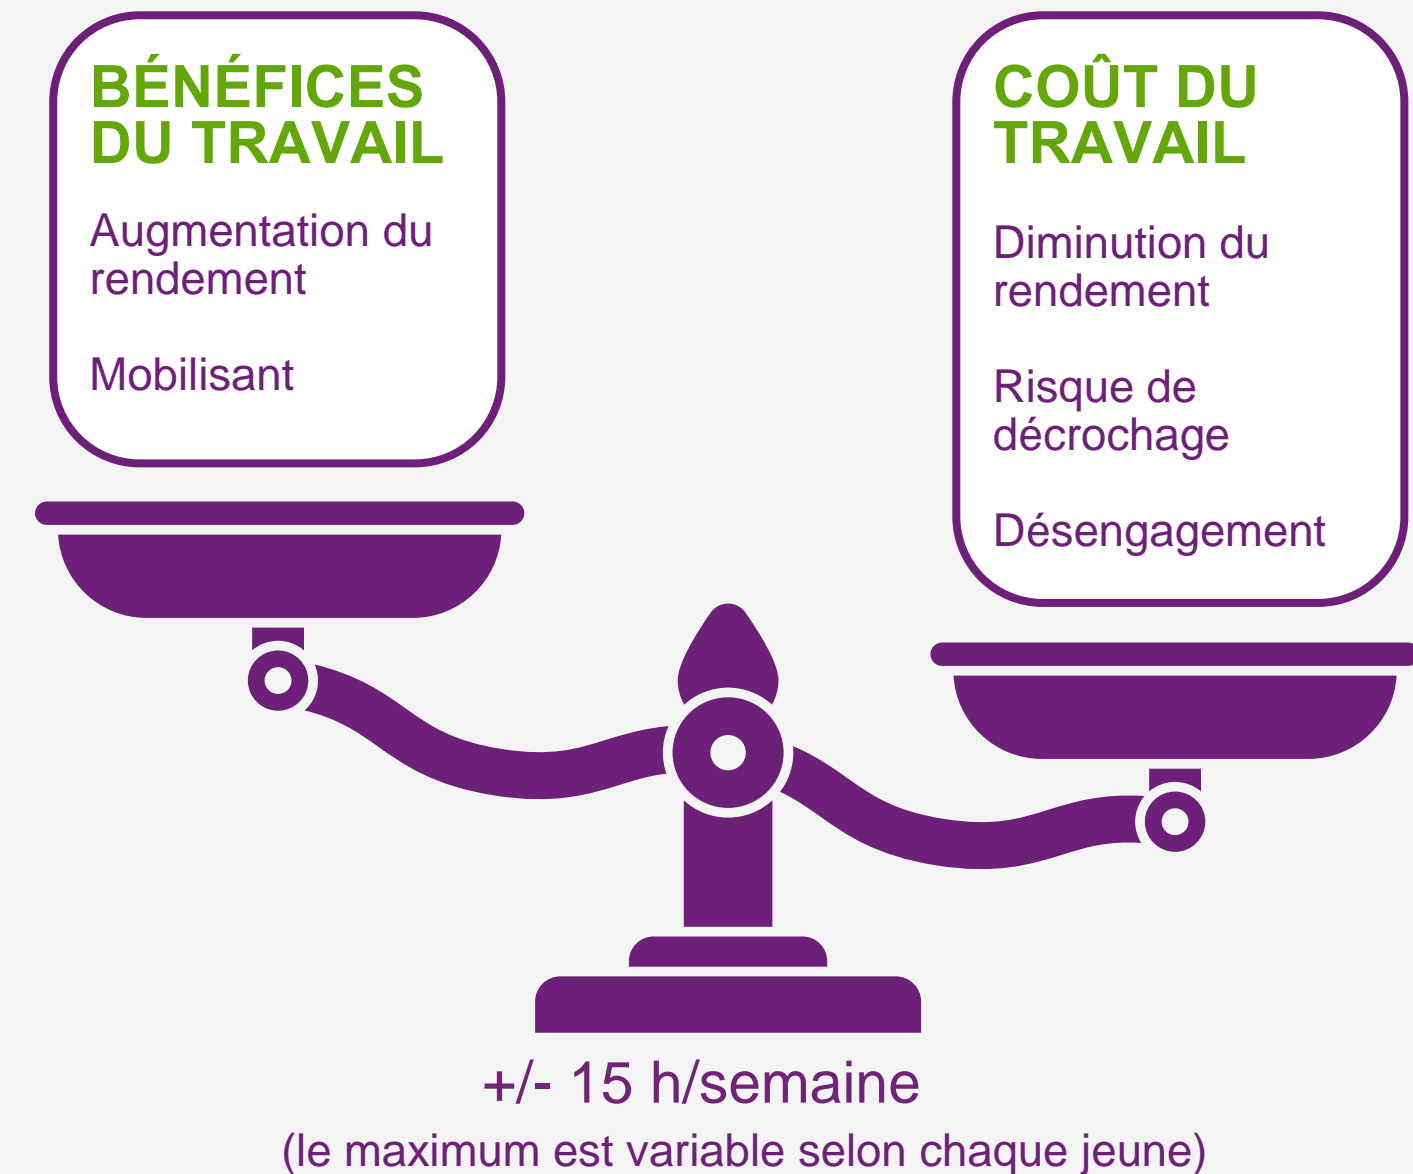 BÉNÉFICES
DU TRAVAIL
Augmentation du
rendement
Mobilisant
COÛT DU
TRAVAIL
Diminution du
rendement
Risque de
décrochage
Désengagement
+/- 15 h/semaine
(le maximum est variable selon chaque jeune)